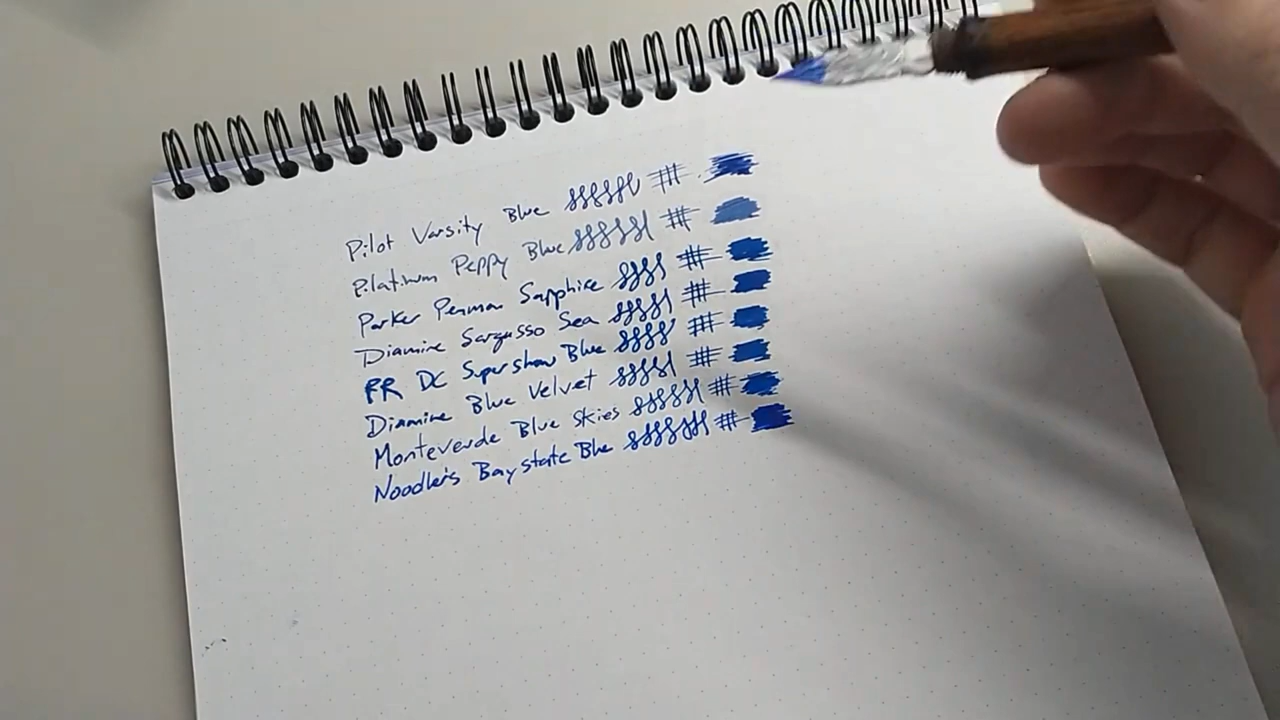 Pilot Varsity Blue
Platinum Peppy Blue
Parker Penman Sapphire
Diamine Sargusso Sea
PR DC Supershow Blue
Diamine Blue Velvet
Monteverde Blue Skies
Noodler's Baystate Blue